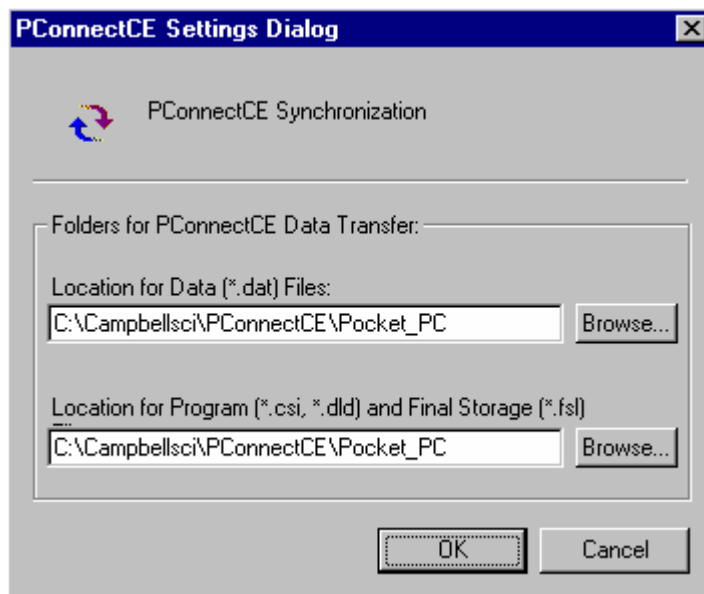 PConnectCE Settings Dialog
PConnectCE Synchronization
Folders for PConnectCE Data Transfer:
Location for Data (*.dat) Files:
C:\Campbellsci\PConnectCE\Pocket_PC
Browse...
Location for Program (*.csi, *.dld) and Final Storage (*.fsl)
C:\Campbellsci\PConnectCE\Pocket_PC
Browse...
OK
Cancel